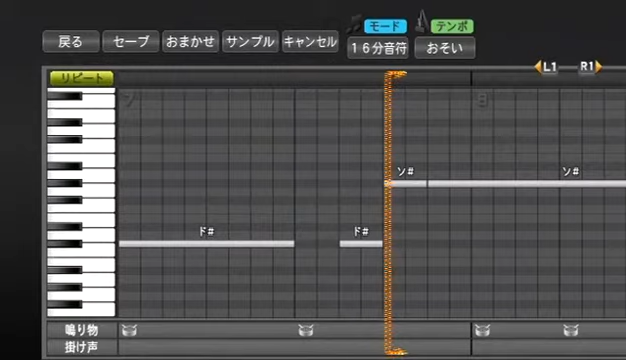 モード テンポ
戻る セーブ おまかせ サンプル キャンセル 16分音符 おそい
L1 R1
リピート
7 8
ソ# ソ#
ド# ド#
鳴り物
掛け声